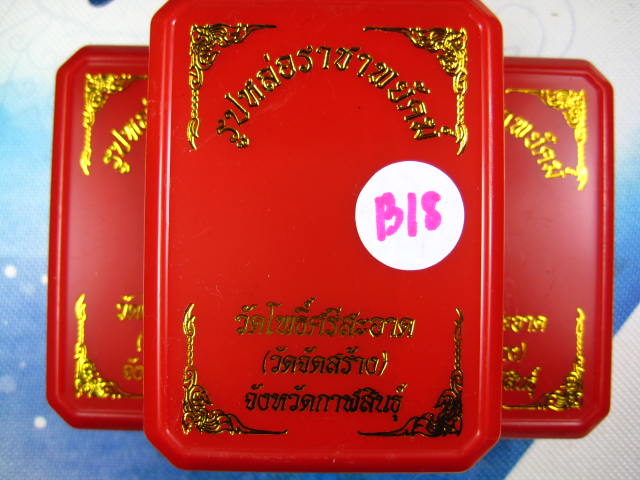 รูปหล่อราชาพยัคฆ์
B18
วัดโพธิ์ศรีสะอาด
(วัดจัดสร้าง)
จังหวัดกาฬสินธุ์